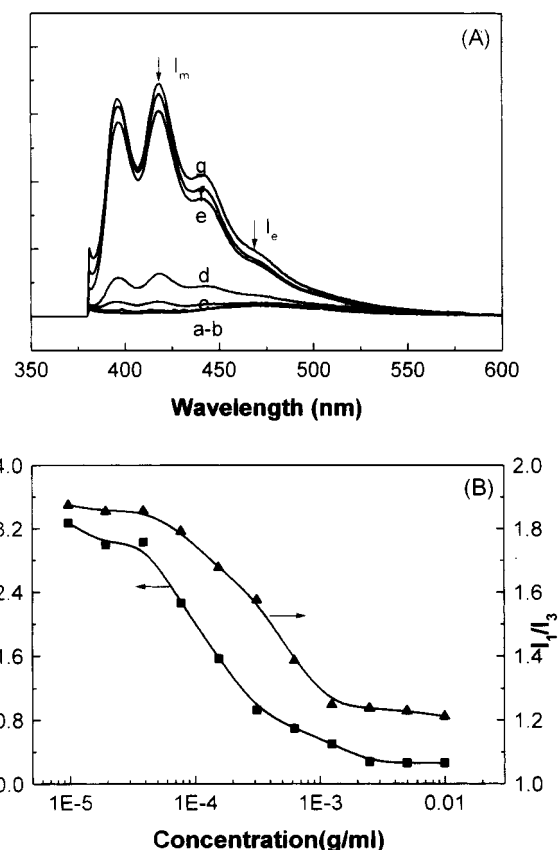 (A)
I_m
g
f
e
I_e
d
c
a-b
350 400 450 500 550 600
Wavelength (nm)
(B)
4.0 2.0
3.2 1.8
2.4 1.6
1.6 1.4
0.8 1.2
0.0 1.0
I_1/I_3
1E-5 1E-4 1E-3 0.01
Concentration(g/ml)